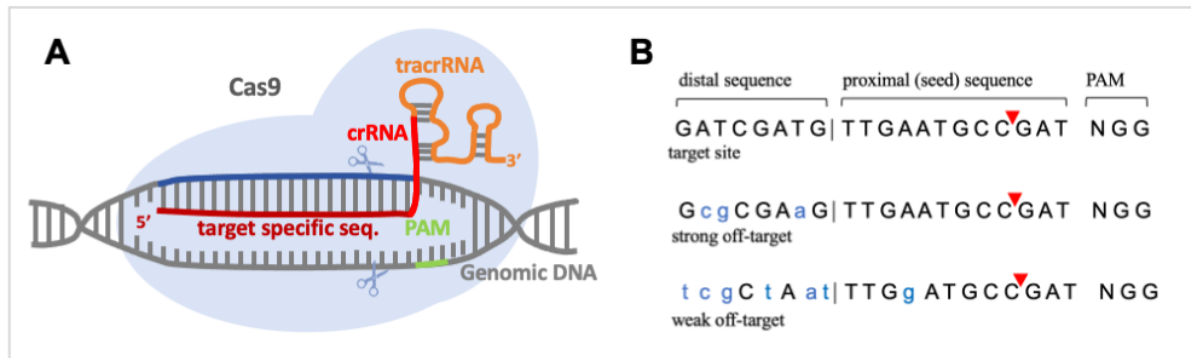 A
Cas9
tracrRNA
crRNA
3’
5’
target specific seq.
PAM
Genomic DNA
B
distal sequence proximal (seed) sequence PAM
GATCGATG|TTGAATGCCGAT NGG
target site
GcgCGAaG|TTGAATGCCGAT NGG
strong off-target
tcgCtAat|TTGgATGCCGAT NGG
weak off-target